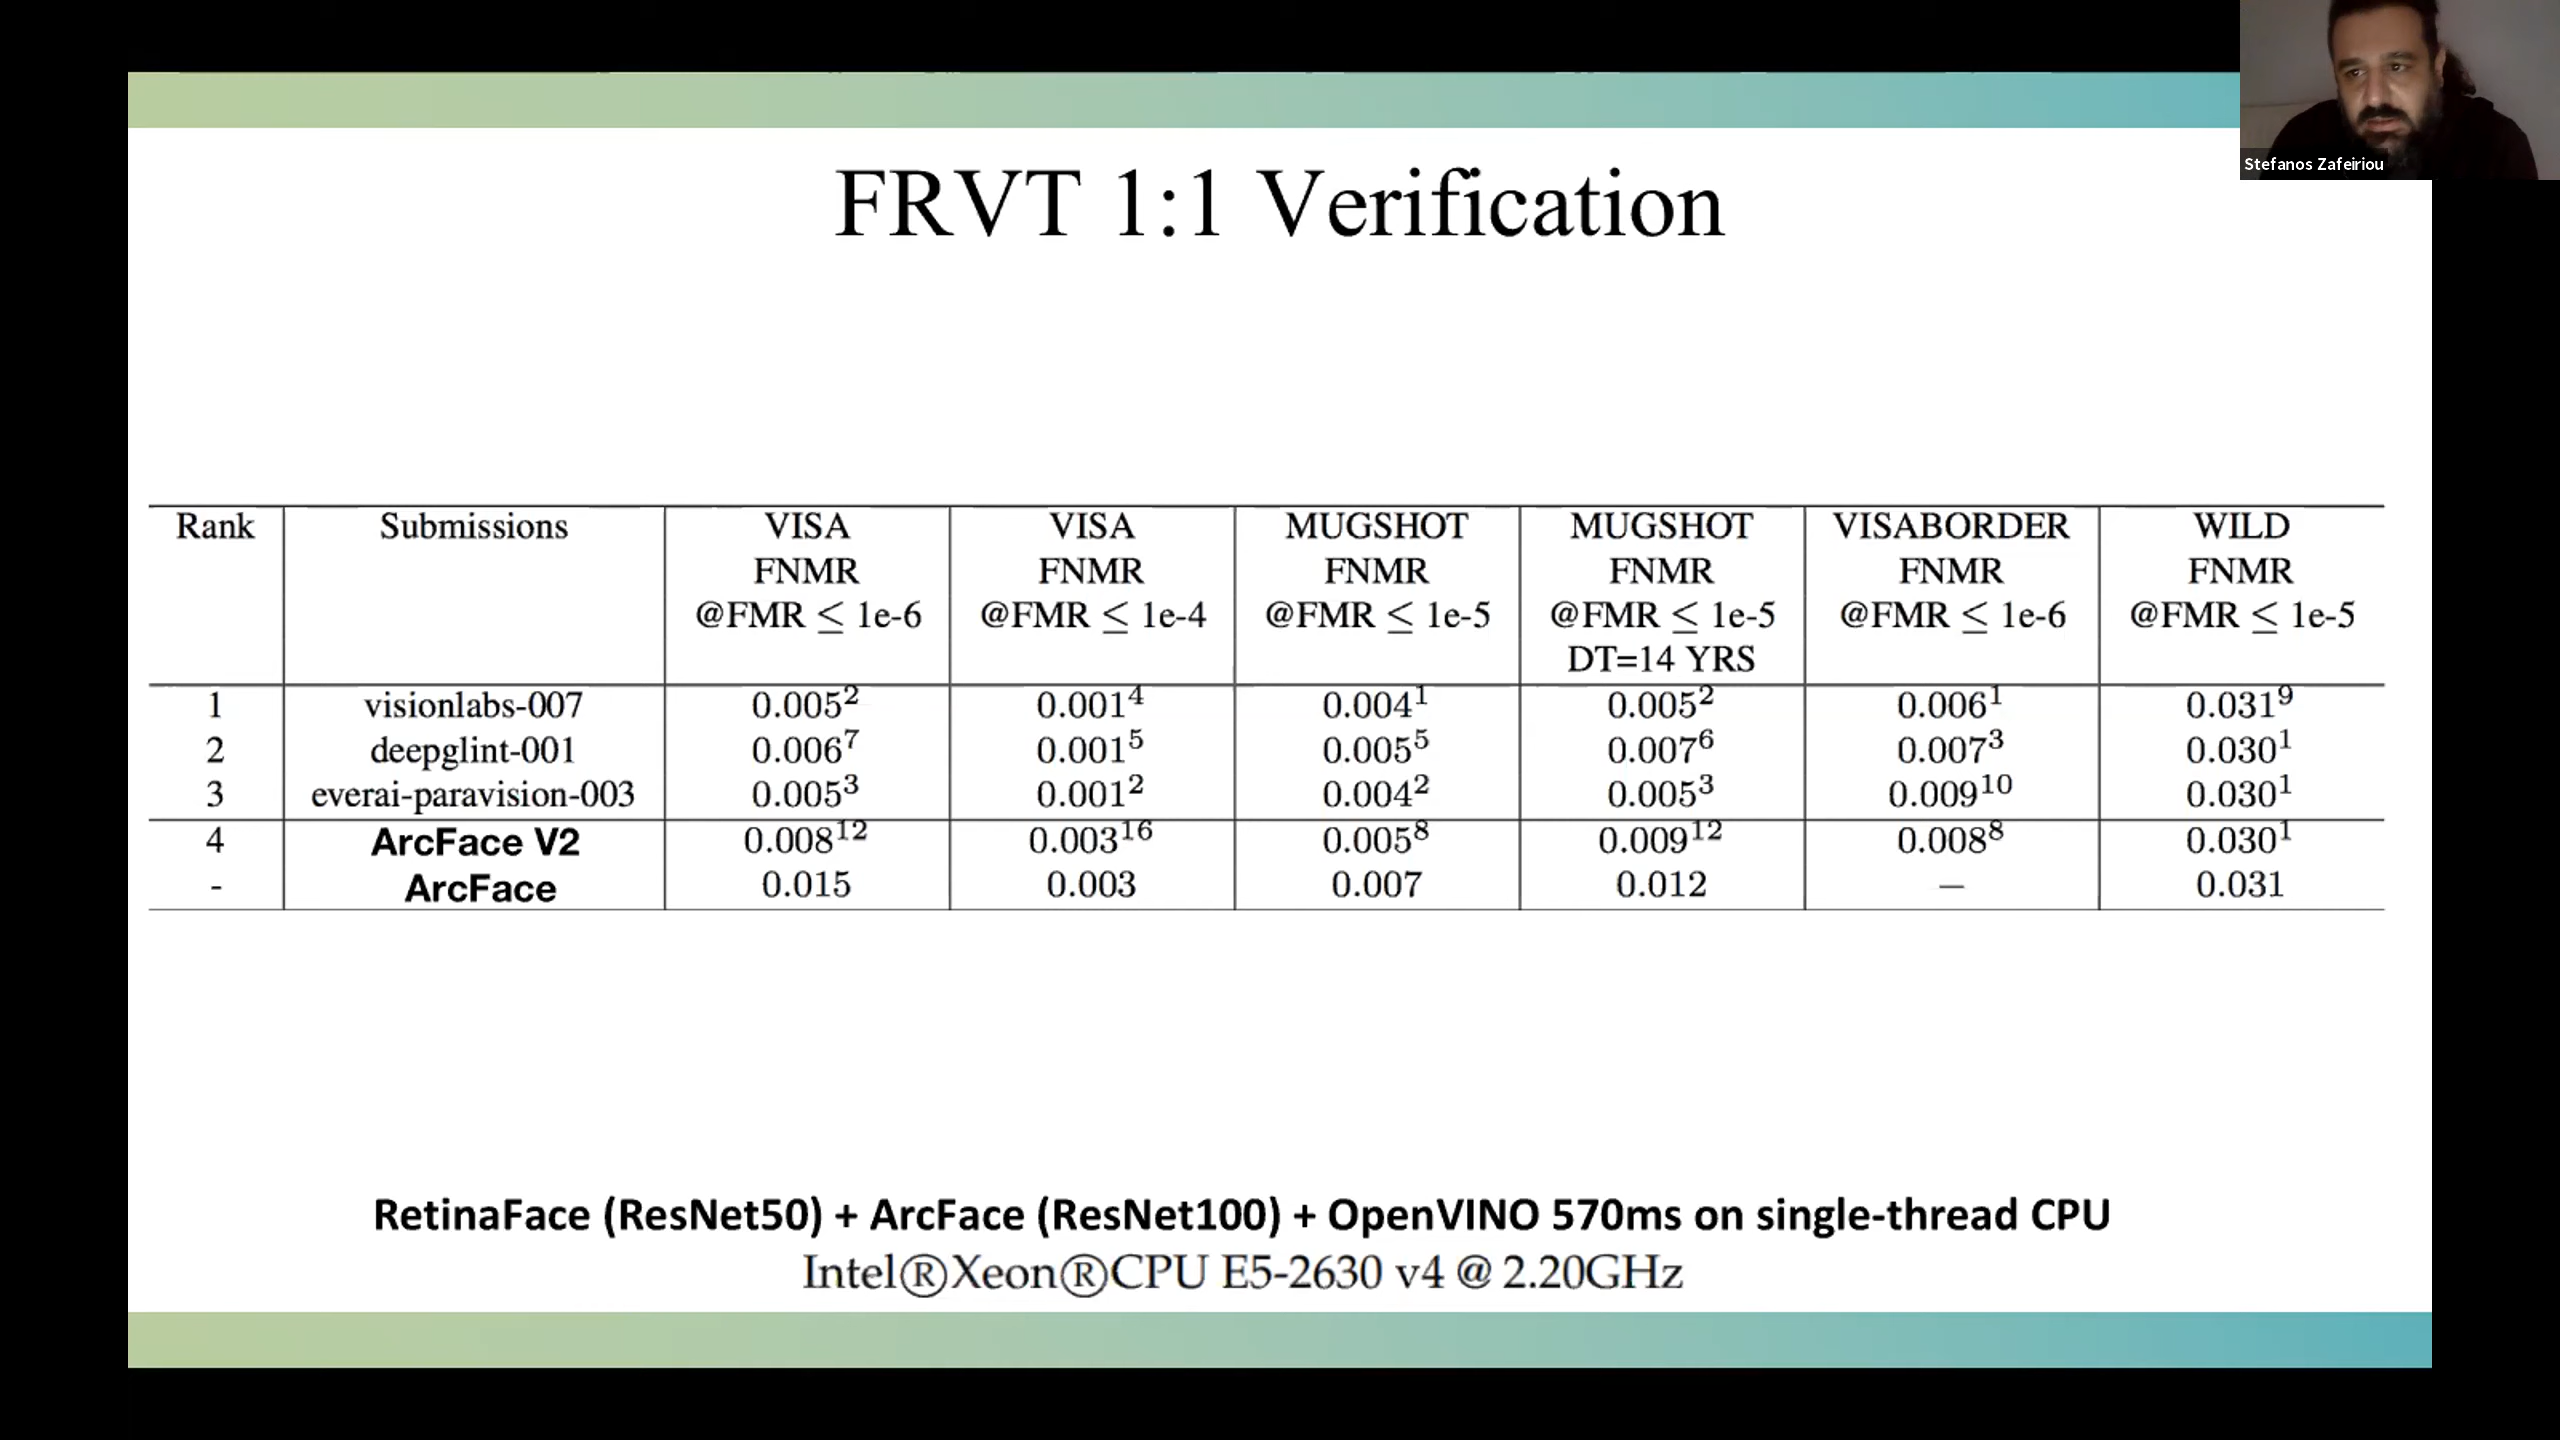 Stefanos Zafeiriou
FRVT 1:1 Verification
Rank Submissions VISA VISA MUGSHOT MUGSHOT VISABORDER WILD
FNMR FNMR FNMR FNMR FNMR FNMR
@FMR ≤ 1e-6 @FMR ≤ 1e-4 @FMR ≤ 1e-5 @FMR ≤ 1e-5 @FMR ≤ 1e-6 @FMR ≤ 1e-5
DT=14 YRS
1 visionlabs-007 0.005² 0.001⁴ 0.004¹ 0.005² 0.006¹ 0.031⁹
2 deepglint-001 0.006⁷ 0.001⁵ 0.005⁵ 0.007⁶ 0.007³ 0.030¹
3 everai-paravision-003 0.005³ 0.001² 0.004² 0.005³ 0.009¹⁰ 0.030¹
4 ArcFace V2 0.008¹² 0.003¹⁶ 0.005⁸ 0.009¹² 0.008⁸ 0.030¹
- ArcFace 0.015 0.003 0.007 0.012 – 0.031
RetinaFace (ResNet50) + ArcFace (ResNet100) + OpenVINO 570ms on single-thread CPU
Intel®Xeon®CPU E5-2630 v4 @ 2.20GHz